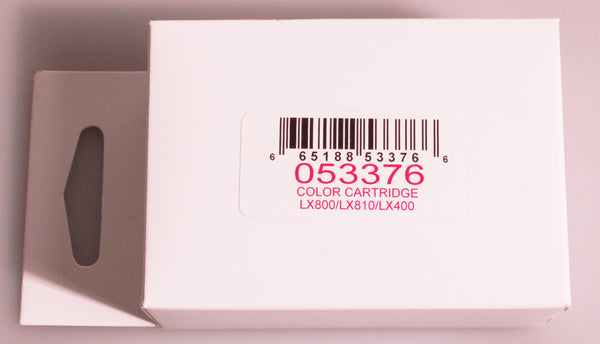 6 65188 53376 6
053376
COLOR CARTRIDGE
LX800/LX810/LX400